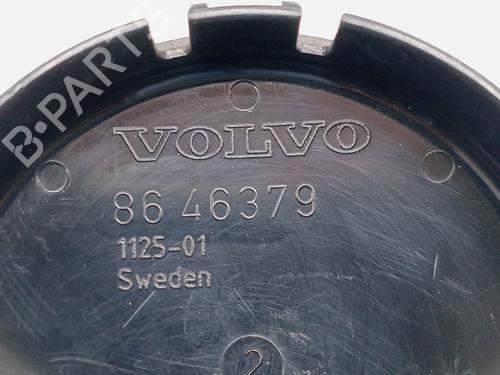 B-PARTS
VOLVO
86 46379
1125-01
Sweden
2